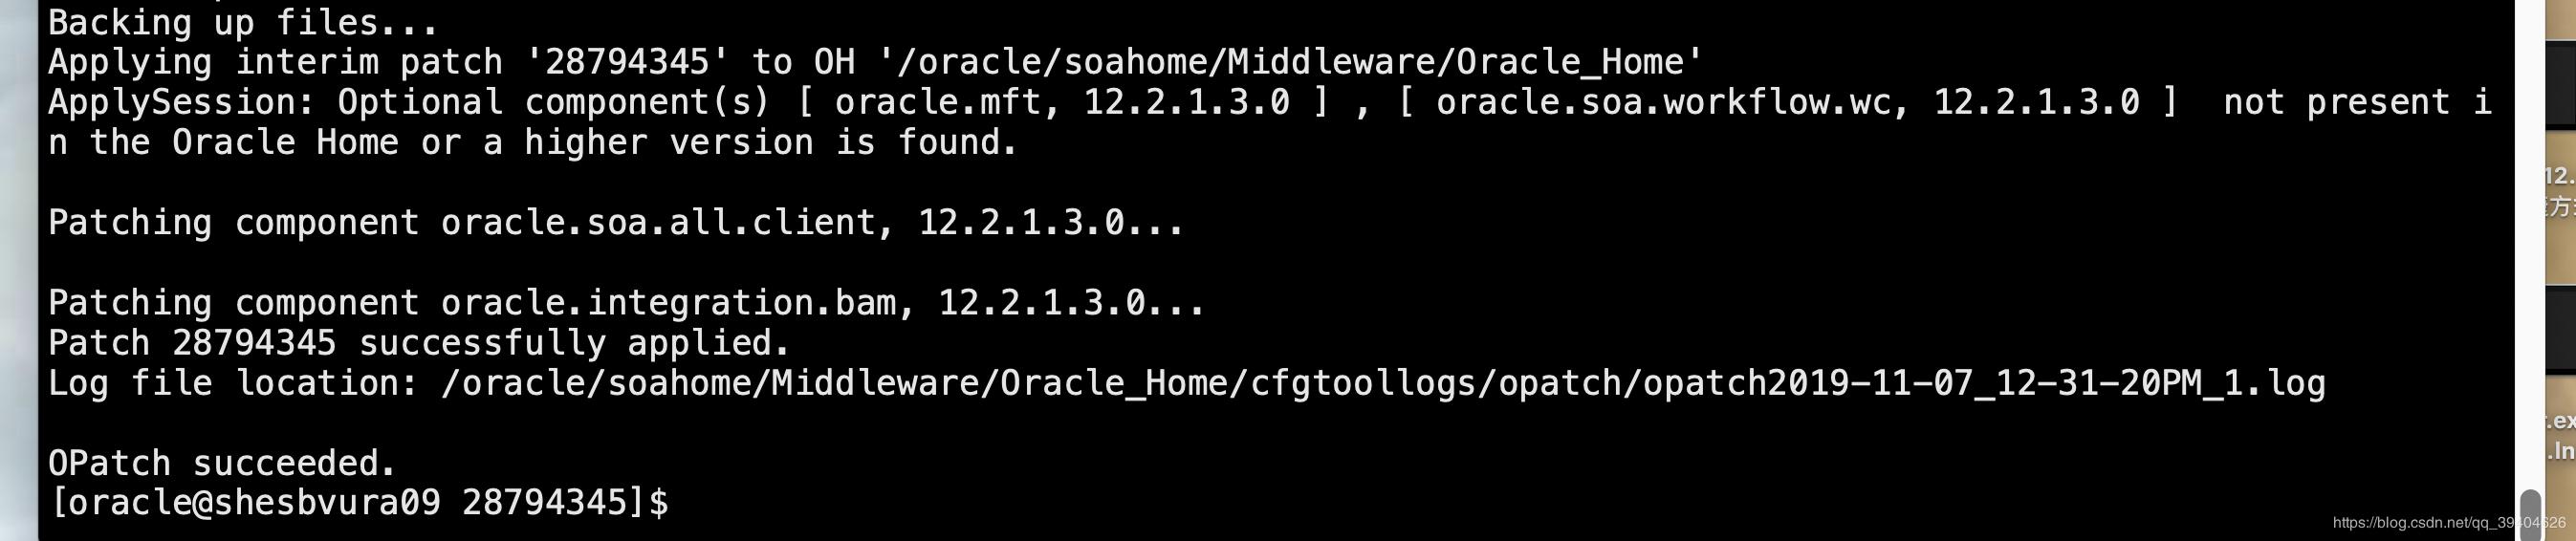 Backing up files...
Applying interim patch '28794345' to OH '/oracle/soahome/Middleware/Oracle_Home'
ApplySession: Optional component(s) [ oracle.mft, 12.2.1.3.0 ] , [ oracle.soa.workflow.wc, 12.2.1.3.0 ]  not present i
n the Oracle Home or a higher version is found.
Patching component oracle.soa.all.client, 12.2.1.3.0...
Patching component oracle.integration.bam, 12.2.1.3.0...
Patch 28794345 successfully applied.
Log file location: /oracle/soahome/Middleware/Oracle_Home/cfgtoollogs/opatch/opatch2019-11-07_12-31-20PM_1.log
OPatch succeeded.
[oracle@shesbvura09 28794345]$
12.
方
.ex
.In
https://blog.csdn.net/qq_39404626